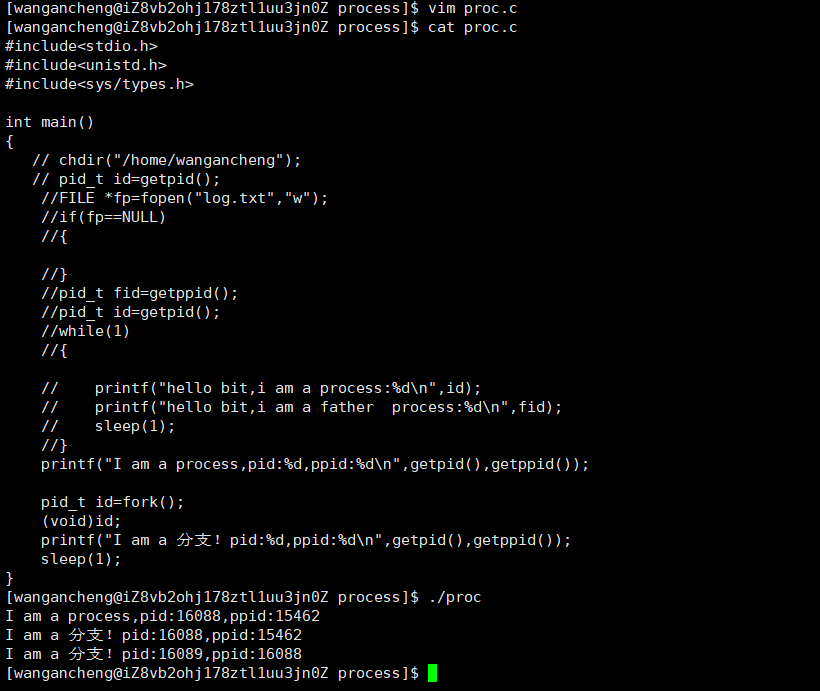 [wangancheng@iZ8vb2ohj178ztl1uu3jn0Z process]$ vim proc.c
[wangancheng@iZ8vb2ohj178ztl1uu3jn0Z process]$ cat proc.c
#include<stdio.h>
#include<unistd.h>
#include<sys/types.h>

int main()
{
   // chdir("/home/wangancheng");
   // pid_t id=getpid();
    //FILE *fp=fopen("log.txt","w");
    //if(fp==NULL)
    //{

    //}
    //pid_t fid=getppid();
    //pid_t id=getpid();
    //while(1)
    //{

    //    printf("hello bit,i am a process:%d\n",id);
    //    printf("hello bit,i am a father  process:%d\n",fid);
    //    sleep(1);
    //}
    printf("I am a process,pid:%d,ppid:%d\n",getpid(),getppid());

    pid_t id=fork();
    (void)id;
    printf("I am a 分支！pid:%d,ppid:%d\n",getpid(),getppid());
    sleep(1);
}
[wangancheng@iZ8vb2ohj178ztl1uu3jn0Z process]$ ./proc
I am a process,pid:16088,ppid:15462
I am a 分支！pid:16088,ppid:15462
I am a 分支！pid:16089,ppid:16088
[wangancheng@iZ8vb2ohj178ztl1uu3jn0Z process]$